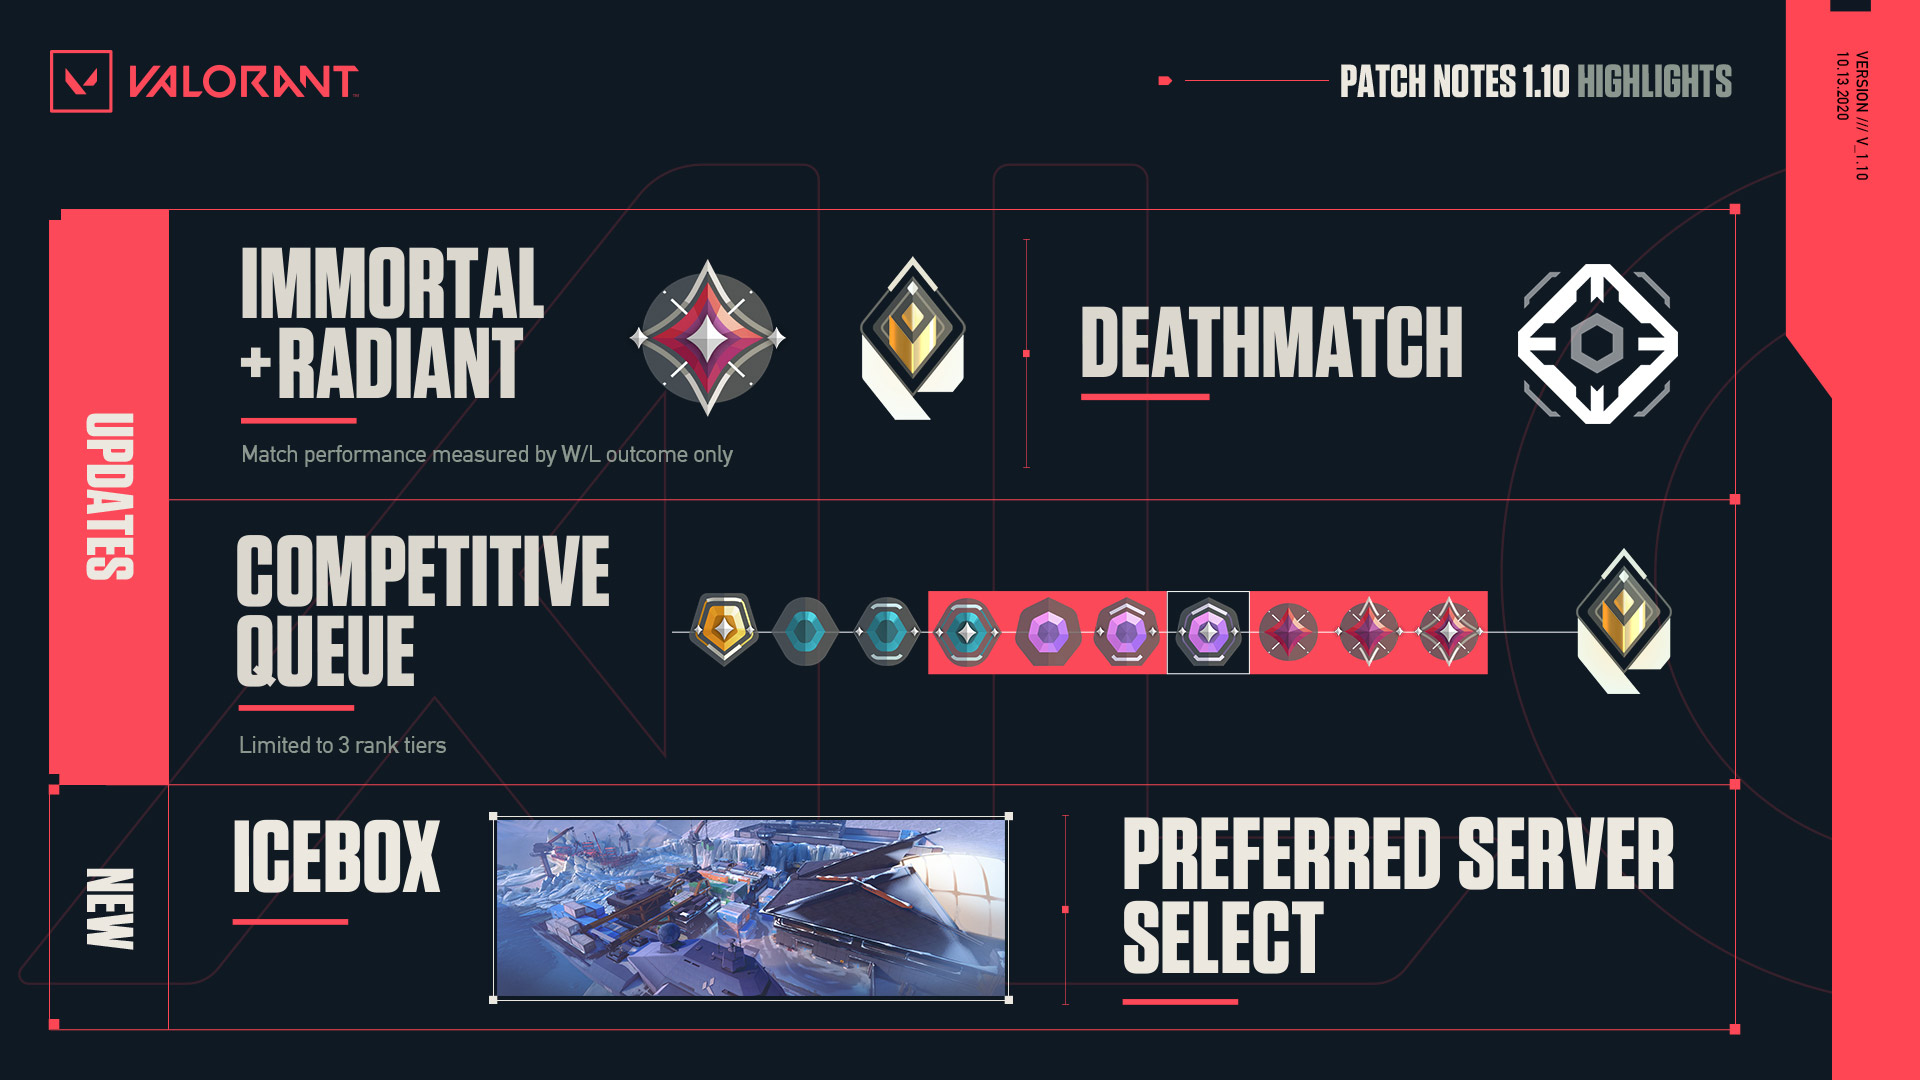 VALORANT
PATCH NOTES 1.10 HIGHLIGHTS
VERSION /// V_1.10
10.13.2020
UPDATES
IMMORTAL
+RADIANT
Match performance measured by W/L outcome only
DEATHMATCH
COMPETITIVE
QUEUE
Limited to 3 rank tiers
NEW
ICEBOX
PREFERRED SERVER
SELECT